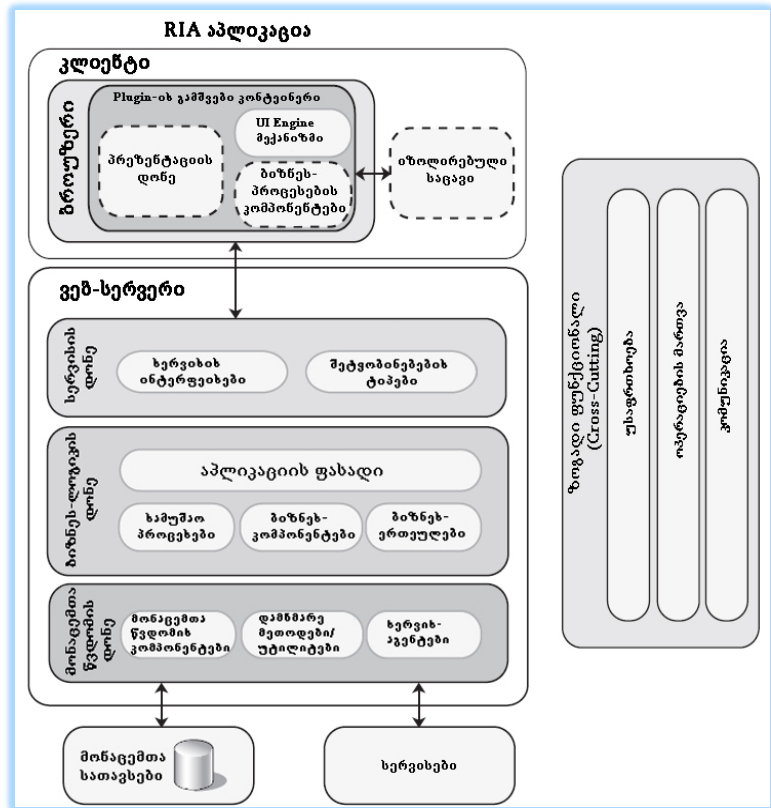 RIA აპლიკაცია
კლიენტი
ბროუზერი
Plugin-ის გამშვები კონტეინერი
პრეზენტაციის
დონე
UI Engine
მექანიზმი
ბიზნეს-
პროცესების
კომპონენტები
იზოლირებული
საცავი
ვებ-სერვერი
სერვისის
დონე
სერვისის
ინტერფეისები
შეტყობინებების
ტიპები
ბიზნეს-ლოგიკის
დონე
აპლიკაციის ფასადი
სამუშაო
პროცესები
ბიზნეს-
კომპონენტები
ბიზნეს-
ერთეულები
მონაცემთა
წვდომის
დონე
მონაცემთა
წვდომის
კომპონენტები
დამხმარე
მეთოდები/
უტილიტები
სერვის-
აგენტები
მონაცემთა
სათავსები
სერვისები
ზოგადი ფუნქციონალი
(Cross-Cutting)
უსაფრთხოება
ოპერაციების მართვა
კომუნიკაცია